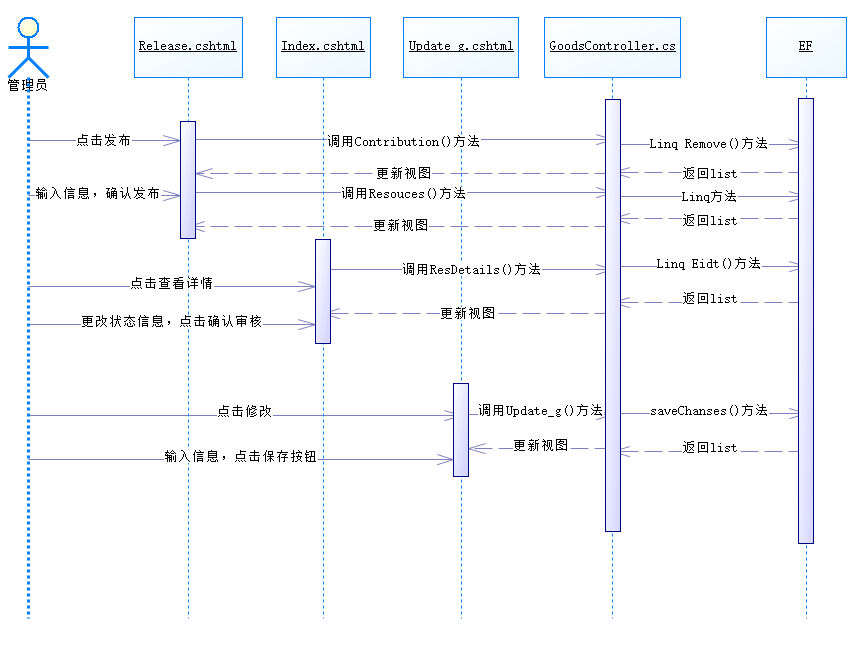 Release.cshtml
Index.cshtml
Update_g.cshtml
GoodsController.cs
EF
管理员
点击发布
调用Contribution()方法
Linq Remove()方法
更新视图
返回list
输入信息，确认发布
调用Resouces()方法
Linq方法
更新视图
返回list
调用ResDetails()方法
Linq Eidt()方法
点击查看详情
返回list
更改状态信息，点击确认审核
更新视图
点击修改
调用Update_g()方法
saveChanses()方法
更新视图
返回list
输入信息，点击保存按钮